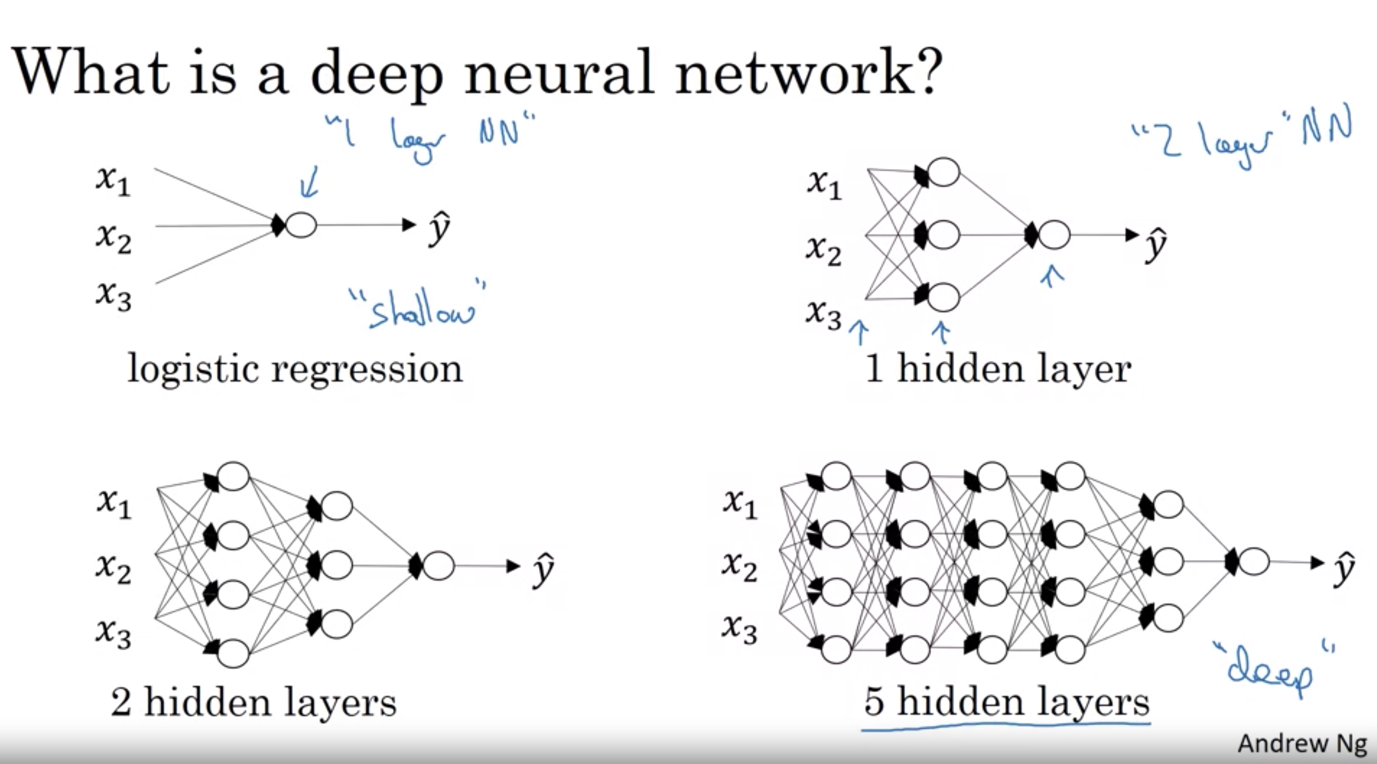 What is a deep neural network?
"1 layer NN"
x₁
x₂
x₃
ŷ
"shallow"
logistic regression
"2 layer" NN
x₁
x₂
x₃
ŷ
1 hidden layer
x₁
x₂
x₃
ŷ
2 hidden layers
x₁
x₂
x₃
ŷ
"deep"
5 hidden layers
Andrew Ng